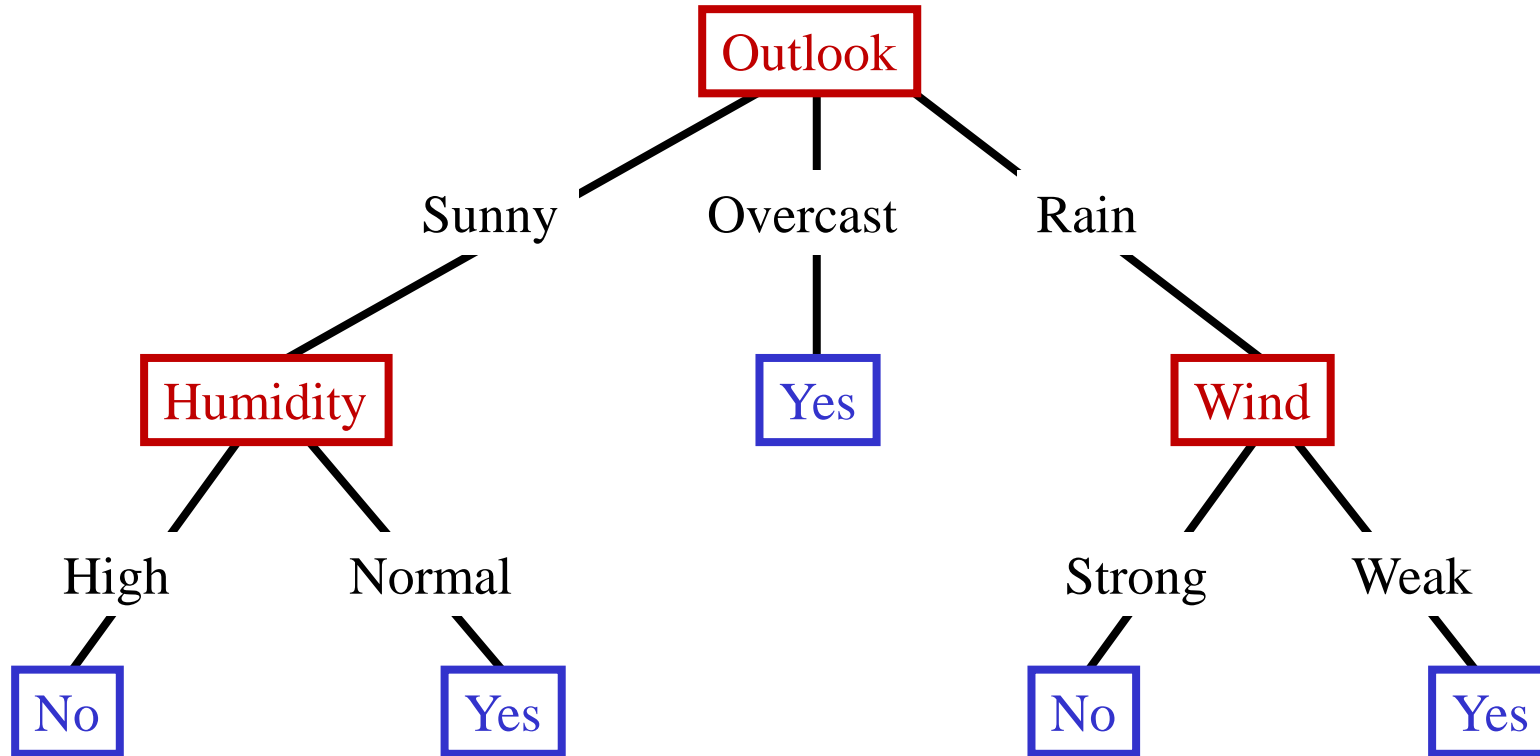 Outlook
Sunny Overcast Rain
Humidity Yes Wind
High Normal Strong Weak
No Yes No Yes